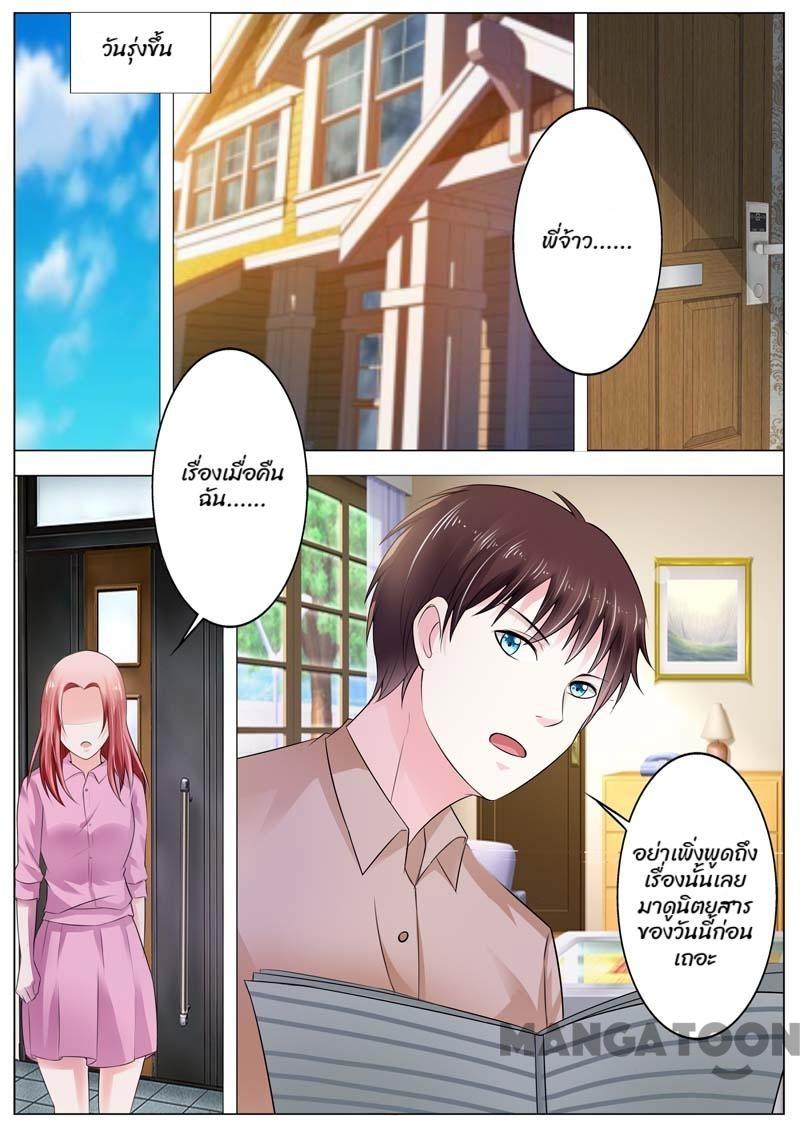 วันรุ่งขึ้น
พี่จ้าว......
เรื่องเมื่อคืน
ฉัน......
อย่าเพิ่งพูดถึง
เรื่องนั้นเลย
มาดูนิตยสาร
ของวันนี้ก่อน
เถอะ
MANGATOON